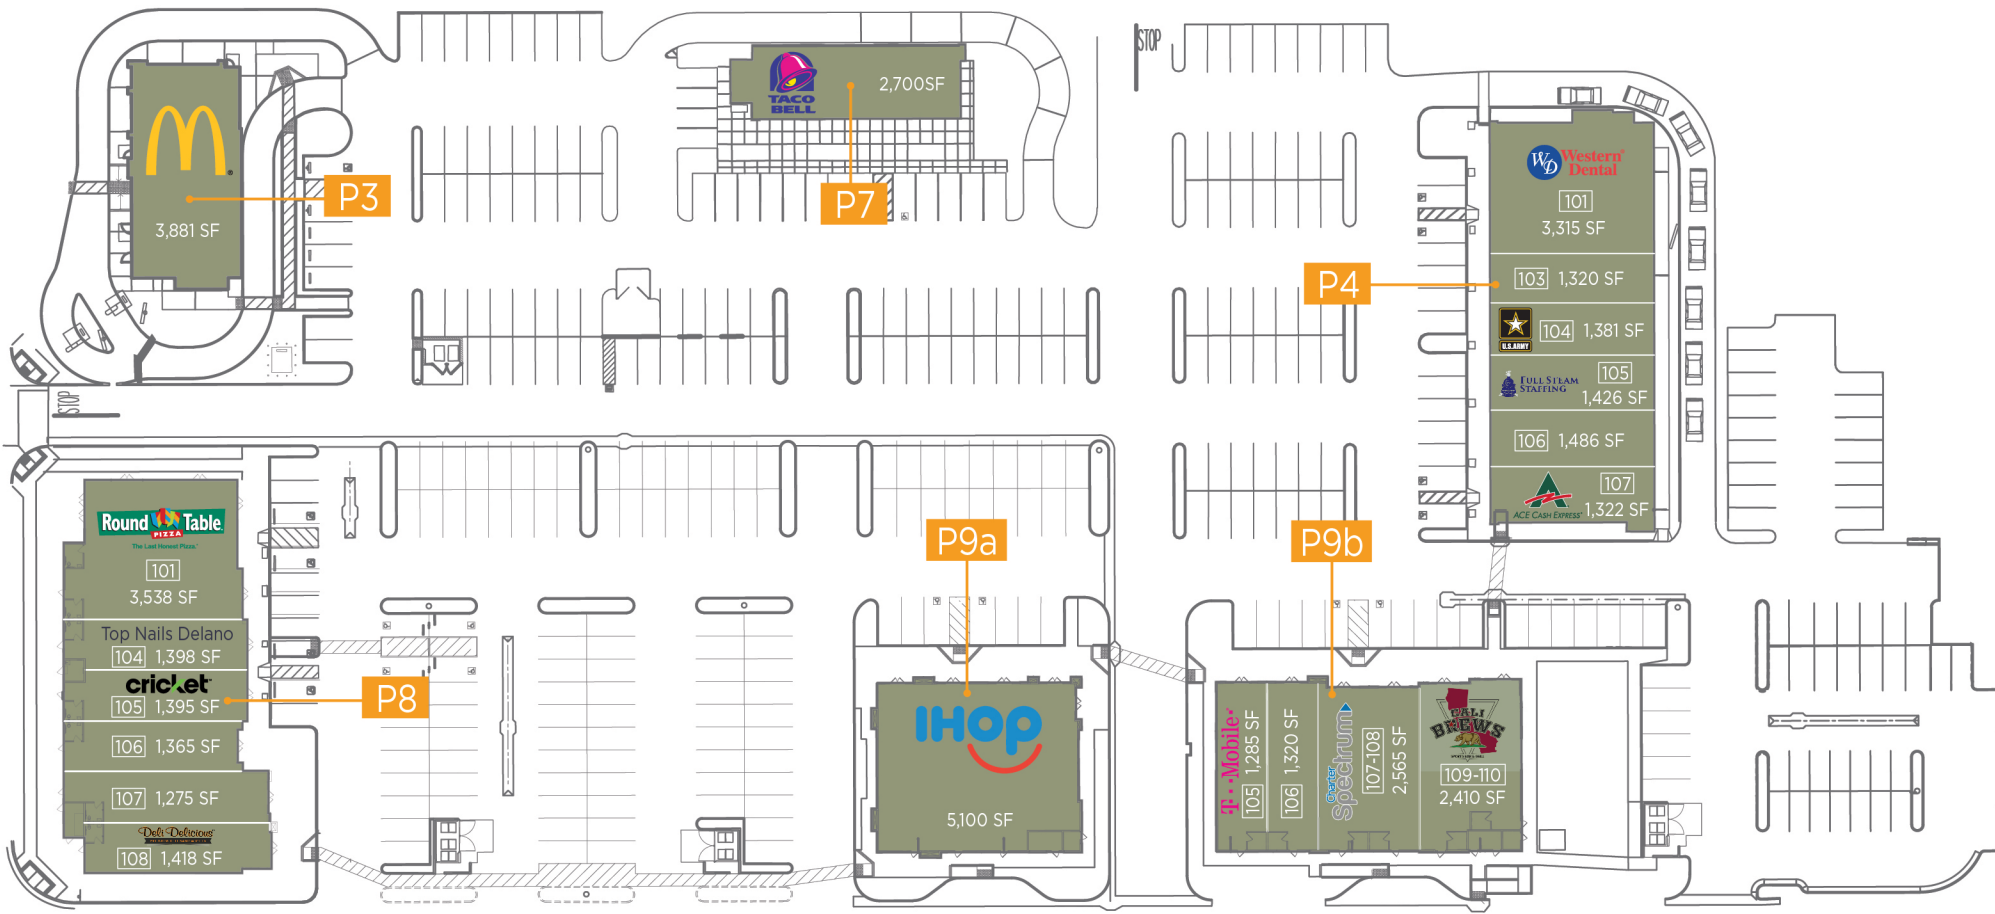 3,881 SF
P3
TACO
BELL
2,700SF
P7
STOP
WD Western
Dental
101
3,315 SF
103 1,320 SF
P4
U.S.ARMY
104 1,381 SF
FULL STEAM
STAFFING
105
1,426 SF
106 1,486 SF
ACE CASH EXPRESS
107
1,322 SF
STOP
Round Table
PIZZA
The Last Honest Pizza.
101
3,538 SF
Top Nails Delano
104 1,398 SF
cricket
105 1,395 SF
P8
106 1,365 SF
107 1,275 SF
Deli Delicious
108 1,418 SF
P9a
IHOP
5,100 SF
P9b
T··Mobile·
105 1,285 SF
106 1,320 SF
Charter
Spectrum
107-108
2,565 SF
CALI
BREWS
109-110
2,410 SF